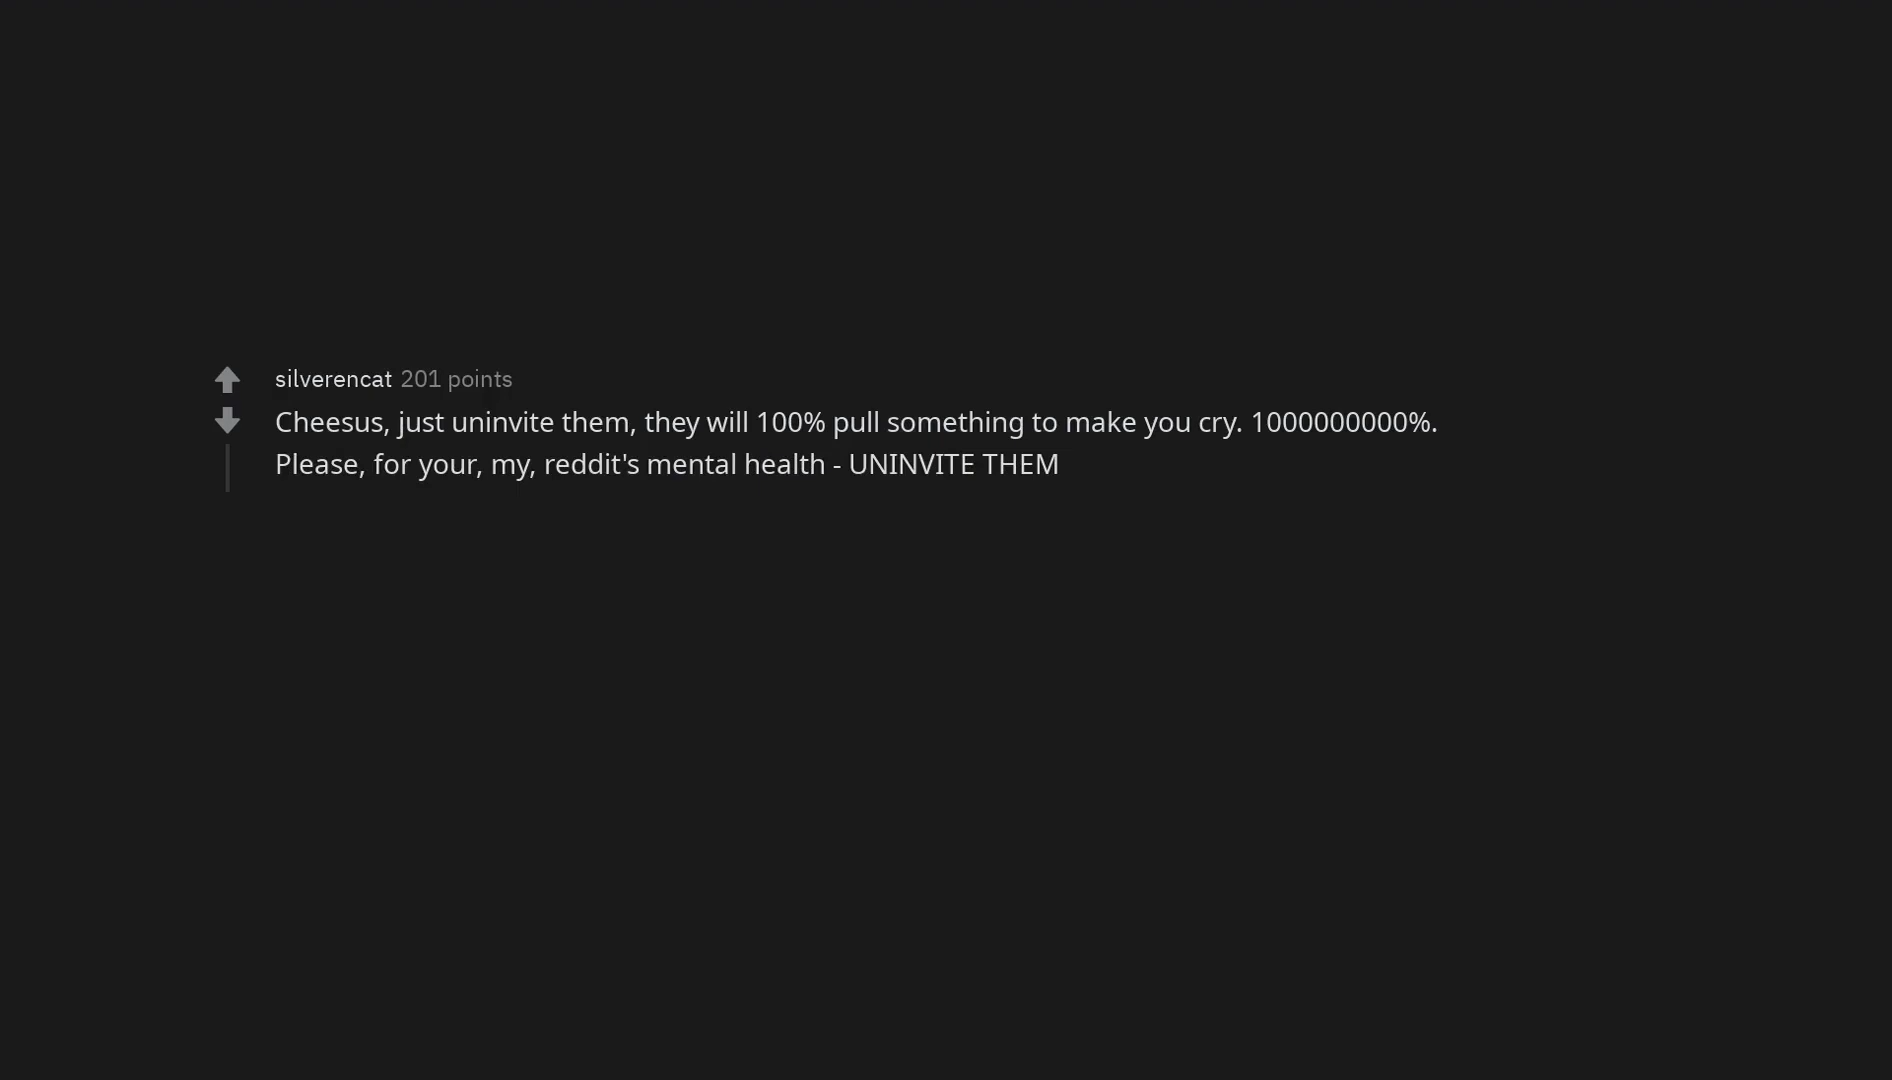 silverencat 201 points
Cheesus, just uninvite them, they will 100% pull something to make you cry. 1000000000%.
Please, for your, my, reddit's mental health - UNINVITE THEM